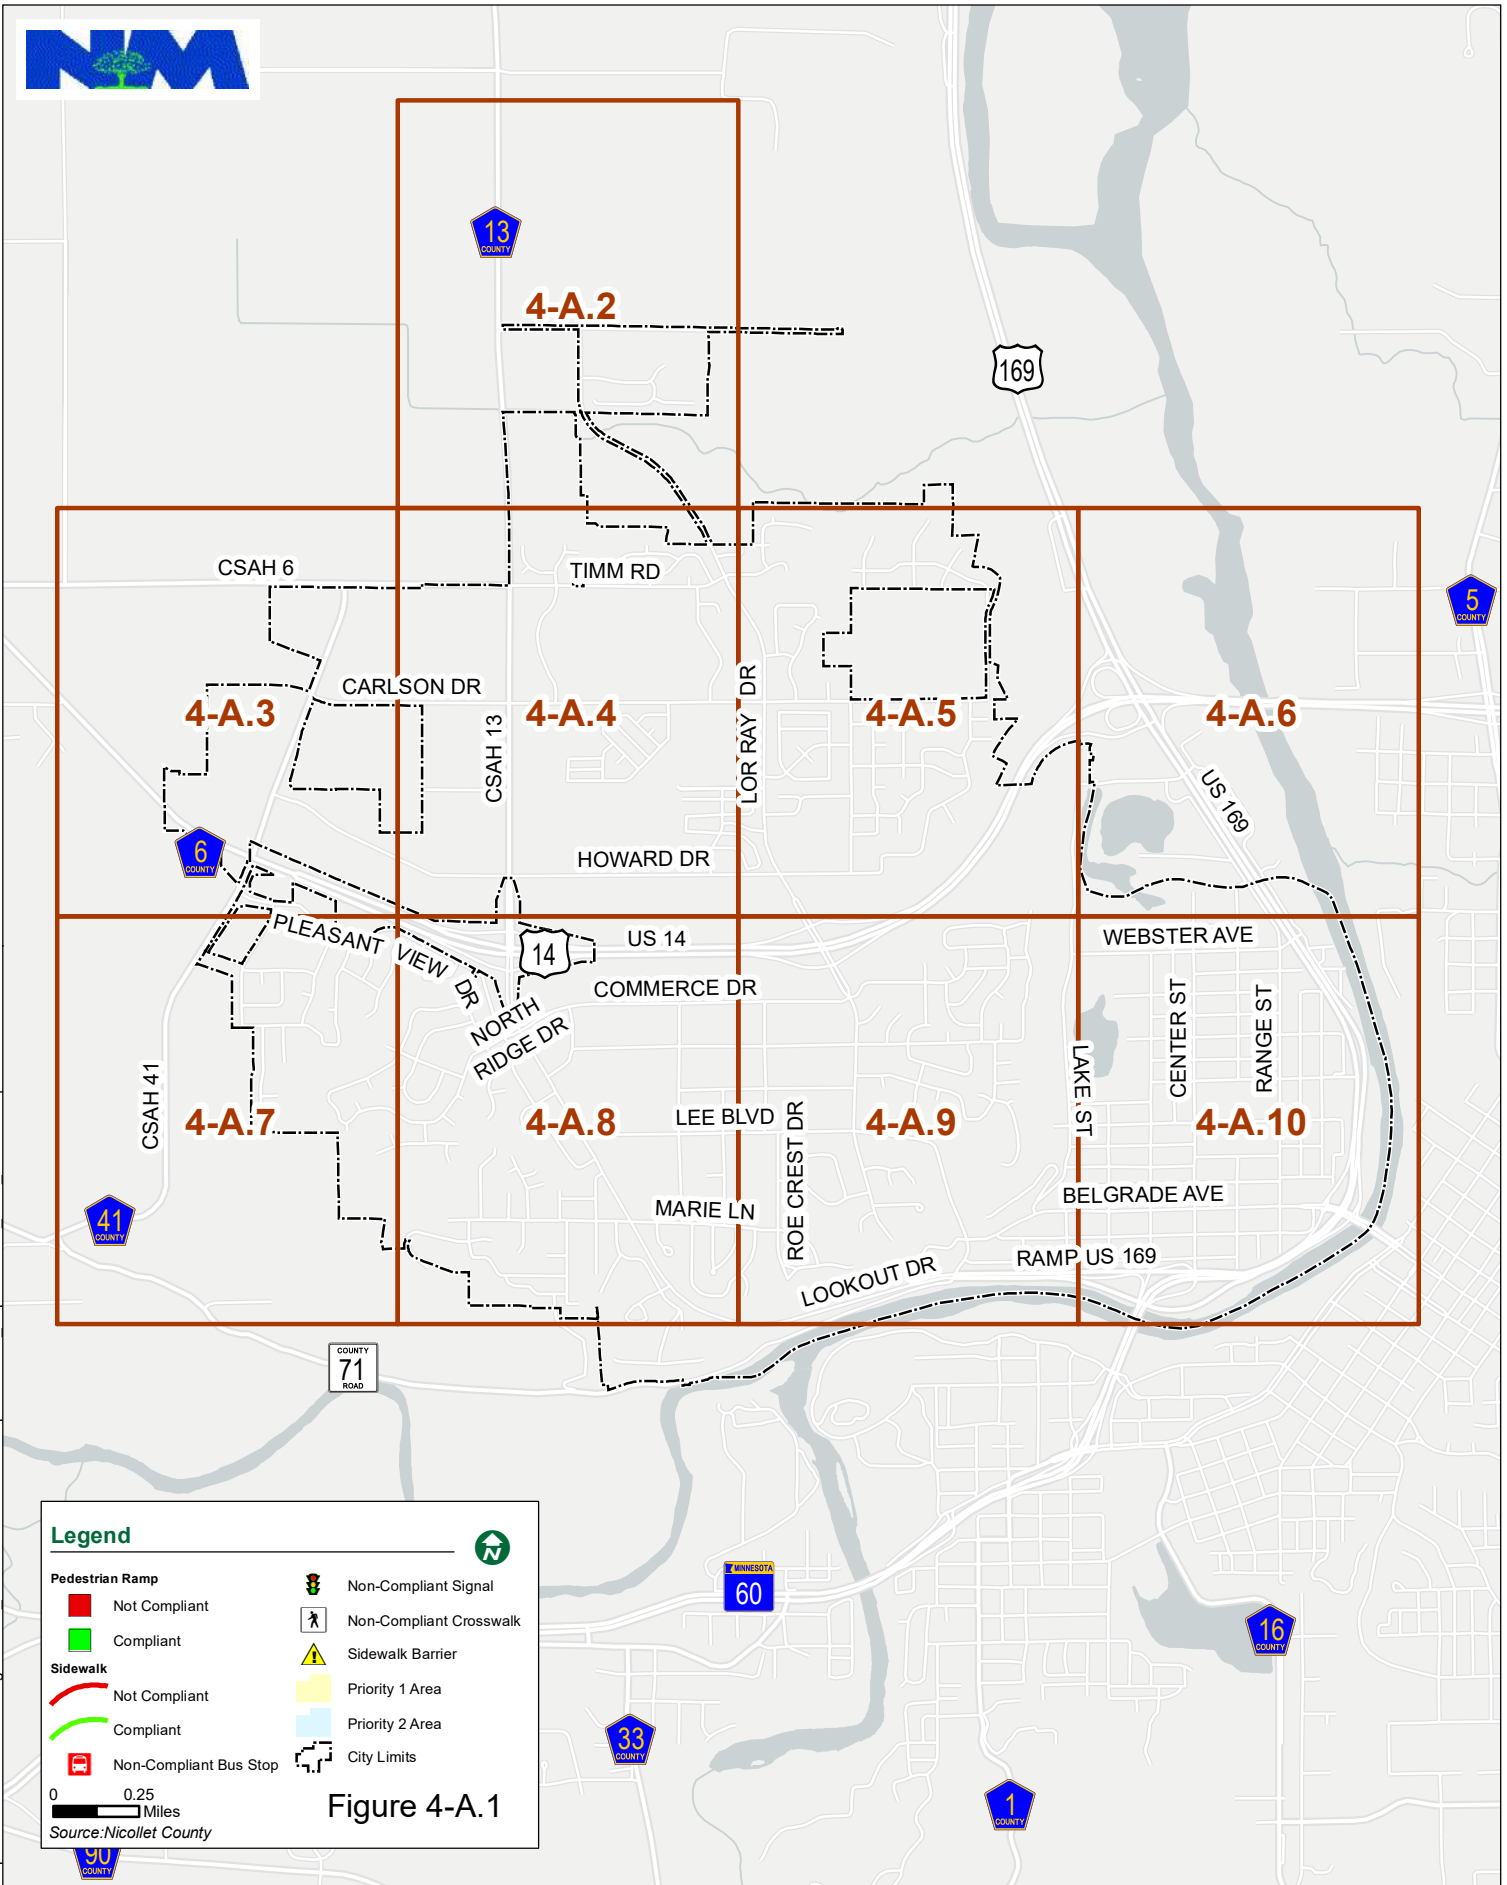 NM
13
COUNTY
4-A.2
169
CSAH 6
TIMM RD
5
COUNTY
CARLSON DR
LOR RAY DR
4-A.3
4-A.4
4-A.5
4-A.6
CSAH 13
US 169
6
COUNTY
HOWARD DR
PLEASANT VIEW DR
14
US 14
WEBSTER AVE
COMMERCE DR
NORTH
RIDGE DR
CENTER ST
RANGE ST
CSAH 41
LAKE ST
4-A.7
4-A.8
LEE BLVD
ROE CREST DR
4-A.9
4-A.10
MARIE LN
BELGRADE AVE
41
COUNTY
LOOKOUT DR
RAMP US 169
COUNTY
71
ROAD
MINNESOTA
60
16
COUNTY
33
COUNTY
1
COUNTY
90
COUNTY
Legend
N
Pedestrian Ramp
Not Compliant
Compliant
Sidewalk
Not Compliant
Compliant
Non-Compliant Bus Stop
Non-Compliant Signal
Non-Compliant Crosswalk
Sidewalk Barrier
Priority 1 Area
Priority 2 Area
City Limits
0 0.25
Miles
Source:Nicollet County
Figure 4-A.1